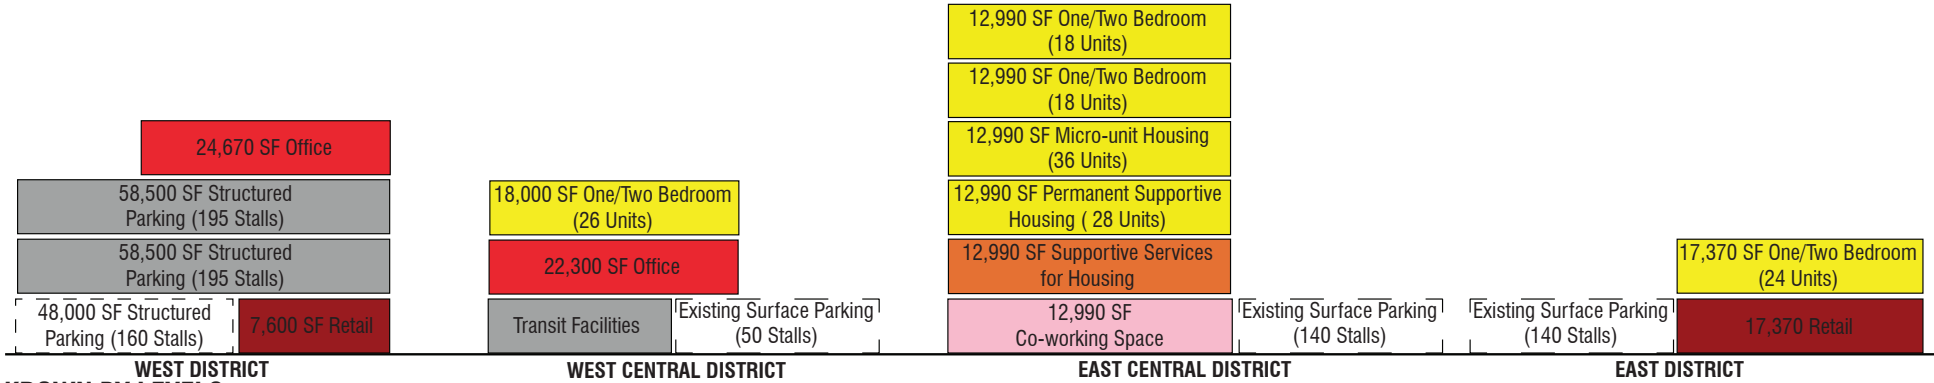 24,670 SF Office
58,500 SF Structured
Parking (195 Stalls)
58,500 SF Structured
Parking (195 Stalls)
48,000 SF Structured
Parking (160 Stalls)
7,600 SF Retail
WEST DISTRICT
18,000 SF One/Two Bedroom
(26 Units)
22,300 SF Office
Transit Facilities
Existing Surface Parking
(50 Stalls)
WEST CENTRAL DISTRICT
12,990 SF One/Two Bedroom
(18 Units)
12,990 SF One/Two Bedroom
(18 Units)
12,990 SF Micro-unit Housing
(36 Units)
12,990 SF Permanent Supportive
Housing ( 28 Units)
12,990 SF Supportive Services
for Housing
12,990 SF
Co-working Space
Existing Surface Parking
(140 Stalls)
EAST CENTRAL DISTRICT
Existing Surface Parking
(140 Stalls)
17,370 SF One/Two Bedroom
(24 Units)
17,370 Retail
EAST DISTRICT